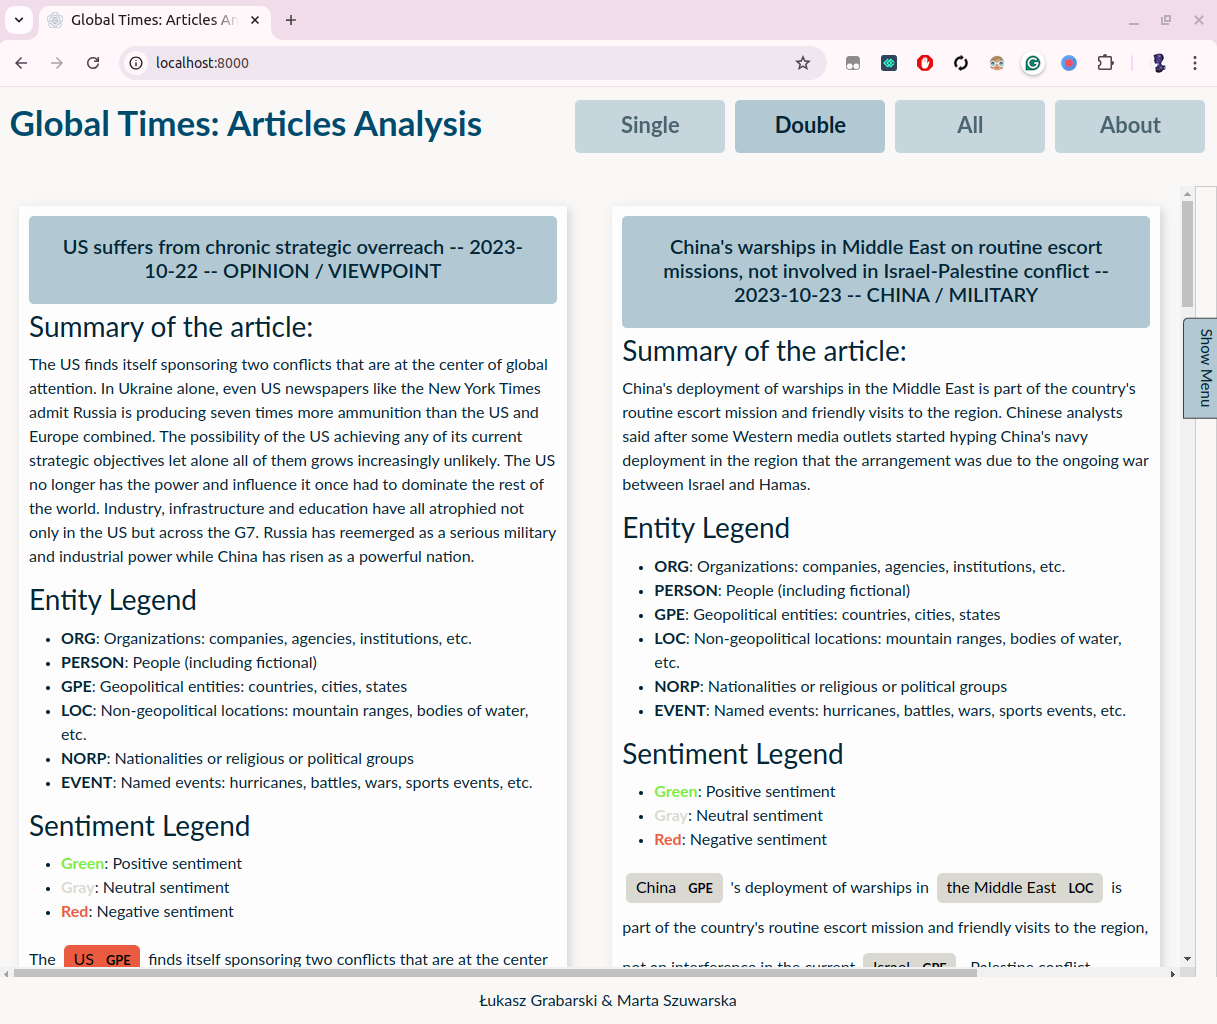 Global Times: Articles An
localhost:8000
Global Times: Articles Analysis
Single
Double
All
About
US suffers from chronic strategic overreach -- 2023-
10-22 -- OPINION / VIEWPOINT
Summary of the article:
The US finds itself sponsoring two conflicts that are at the center of global
attention. In Ukraine alone, even US newspapers like the New York Times
admit Russia is producing seven times more ammunition than the US and
Europe combined. The possibility of the US achieving any of its current
strategic objectives let alone all of them grows increasingly unlikely. The US
no longer has the power and influence it once had to dominate the rest of
the world. Industry, infrastructure and education have all atrophied not
only in the US but across the G7. Russia has reemerged as a serious military
and industrial power while China has risen as a powerful nation.
Entity Legend
• ORG: Organizations: companies, agencies, institutions, etc.
• PERSON: People (including fictional)
• GPE: Geopolitical entities: countries, cities, states
• LOC: Non-geopolitical locations: mountain ranges, bodies of water,
etc.
• NORP: Nationalities or religious or political groups
• EVENT: Named events: hurricanes, battles, wars, sports events, etc.
Sentiment Legend
• Green: Positive sentiment
• Gray: Neutral sentiment
• Red: Negative sentiment
The US GPE finds itself sponsoring two conflicts that are at the center
China's warships in Middle East on routine escort
missions, not involved in Israel-Palestine conflict --
2023-10-23 -- CHINA / MILITARY
Summary of the article:
China's deployment of warships in the Middle East is part of the country's
routine escort mission and friendly visits to the region. Chinese analysts
said after some Western media outlets started hyping China's navy
deployment in the region that the arrangement was due to the ongoing war
between Israel and Hamas.
Entity Legend
• ORG: Organizations: companies, agencies, institutions, etc.
• PERSON: People (including fictional)
• GPE: Geopolitical entities: countries, cities, states
• LOC: Non-geopolitical locations: mountain ranges, bodies of water,
etc.
• NORP: Nationalities or religious or political groups
• EVENT: Named events: hurricanes, battles, wars, sports events, etc.
Sentiment Legend
• Green: Positive sentiment
• Gray: Neutral sentiment
• Red: Negative sentiment
China GPE 's deployment of warships in the Middle East LOC is
part of the country's routine escort mission and friendly visits to the region,
not an interference in the current Israel GPE -Palestine conflict
Show Menu
Łukasz Grabarski & Marta Szuwarska